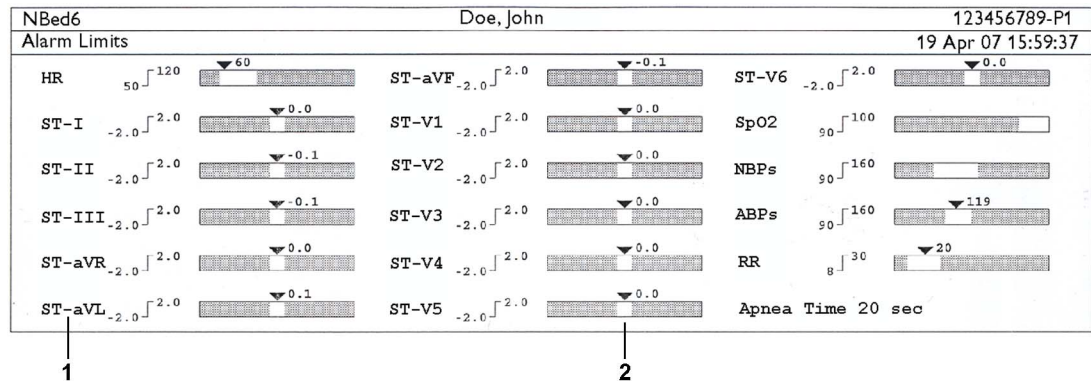 NBed6 Doe, John 123456789-P1
Alarm Limits 19 Apr 07 15:59:37
HR 50 120 60 ST-aVF -2.0 2.0 -0.1 ST-V6 -2.0 2.0 0.0
ST-I -2.0 2.0 0.0 ST-V1 -2.0 2.0 0.0 SpO2 90 100
ST-II -2.0 2.0 -0.1 ST-V2 -2.0 2.0 0.0 NBPs 90 160
ST-III -2.0 2.0 -0.1 ST-V3 -2.0 2.0 0.0 ABPs 90 160 119
ST-aVR -2.0 2.0 0.0 ST-V4 -2.0 2.0 0.0 RR 8 30 20
ST-aVL -2.0 2.0 0.1 ST-V5 -2.0 2.0 0.0 Apnea Time 20 sec
1 2